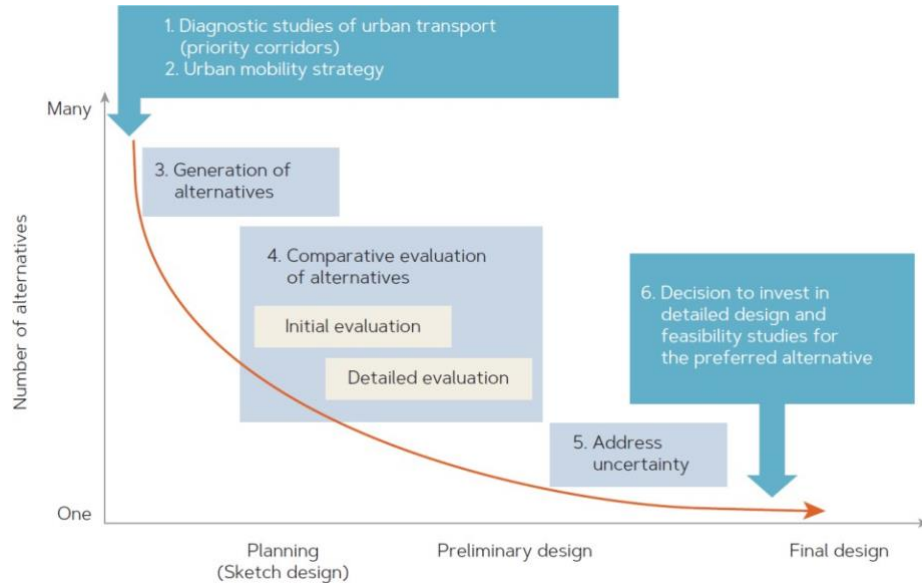 1. Diagnostic studies of urban transport
(priority corridors)
2. Urban mobility strategy
Many
3. Generation of
alternatives
4. Comparative evaluation
of alternatives
Initial evaluation
Detailed evaluation
6. Decision to invest in
detailed design and
feasibility studies for
the preferred alternative
5. Address
uncertainty
Number of alternatives
One
Planning
(Sketch design)
Preliminary design
Final design